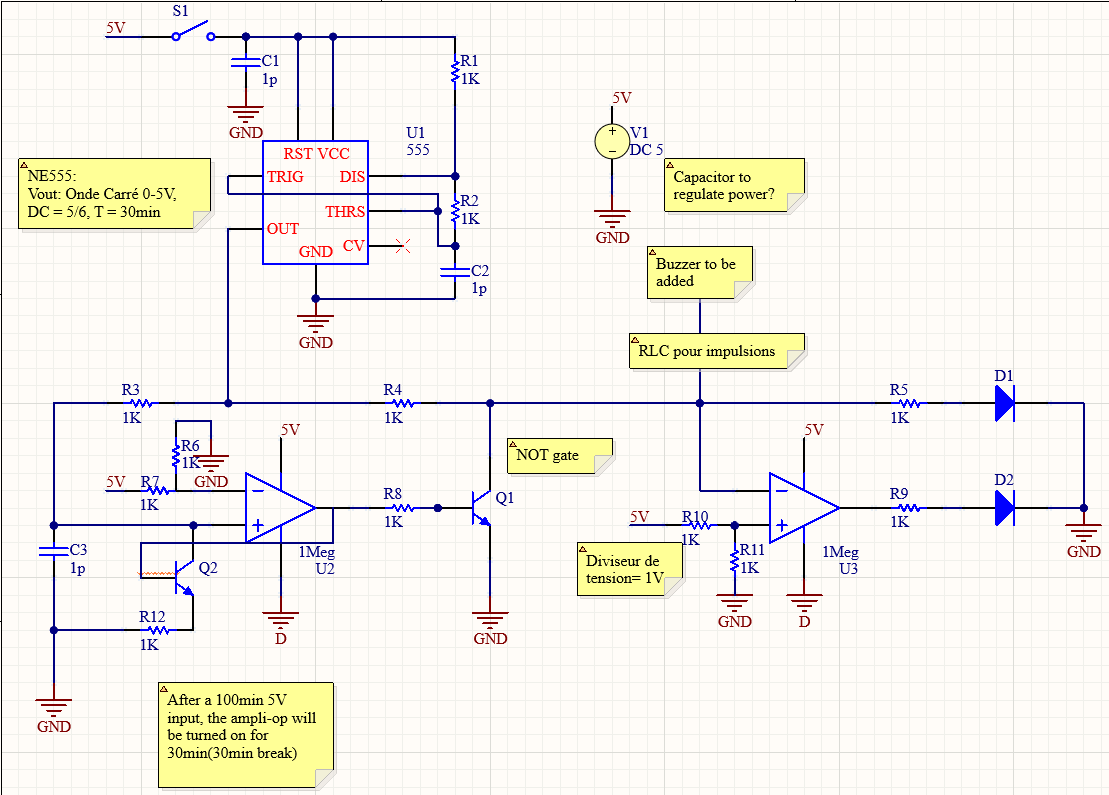 S1
5V
C1
1p
GND
R1
1K
U1
555
RST VCC
TRIG
DIS
THRS
OUT
CV
GND
R2
1K
C2
1p
GND
NE555:
Vout: Onde Carré 0-5V,
DC = 5/6, T = 30min
5V
V1
DC 5
GND
Capacitor to
regulate power?
Buzzer to be
added
RLC pour impulsions
R3
1K
R4
1K
R5
1K
D1
R6
1K
GND
5V
R7
1K
5V
1Meg
U2
D
R8
1K
Q1
GND
NOT gate
C3
1p
Q2
R12
1K
GND
5V
R10
1K
R11
1K
GND
Diviseur de
tension= 1V
5V
1Meg
U3
D
R9
1K
D2
GND
After a 100min 5V
input, the ampli-op will
be turned on for
30min(30min break)